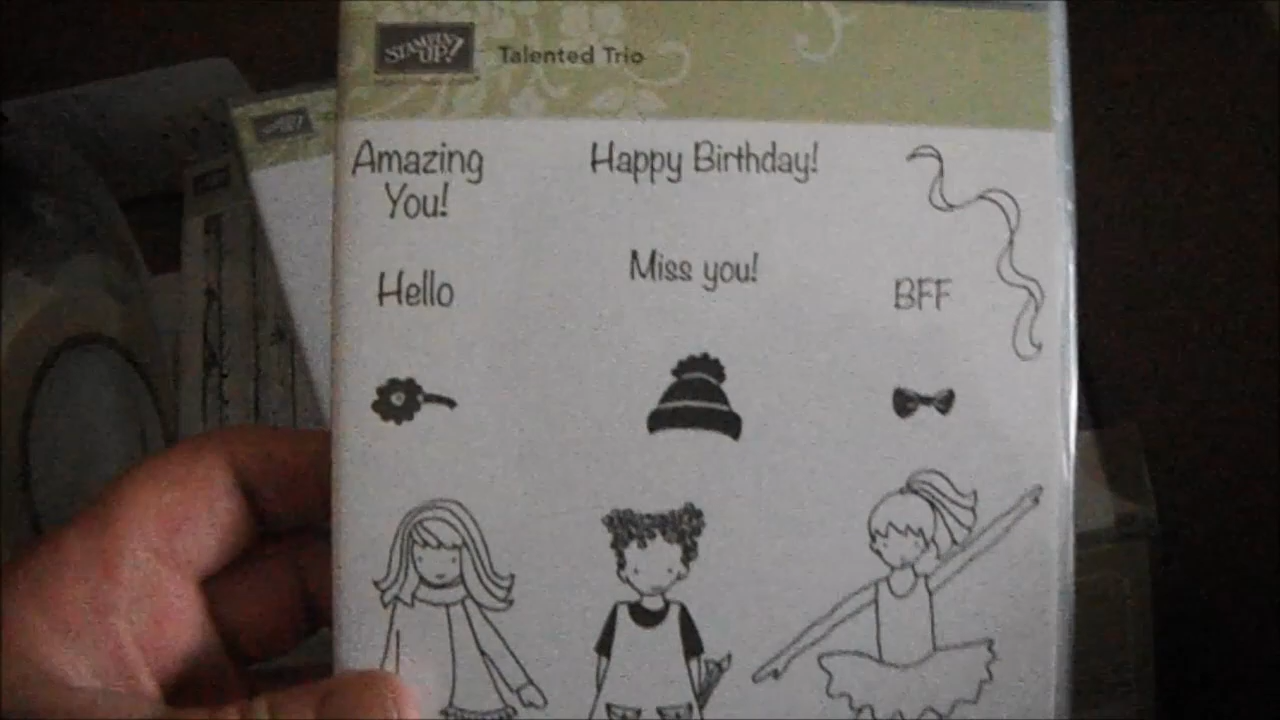 STAMPIN' UP!
Talented Trio
Amazing
You!
Happy Birthday!
Hello
Miss you!
BFF